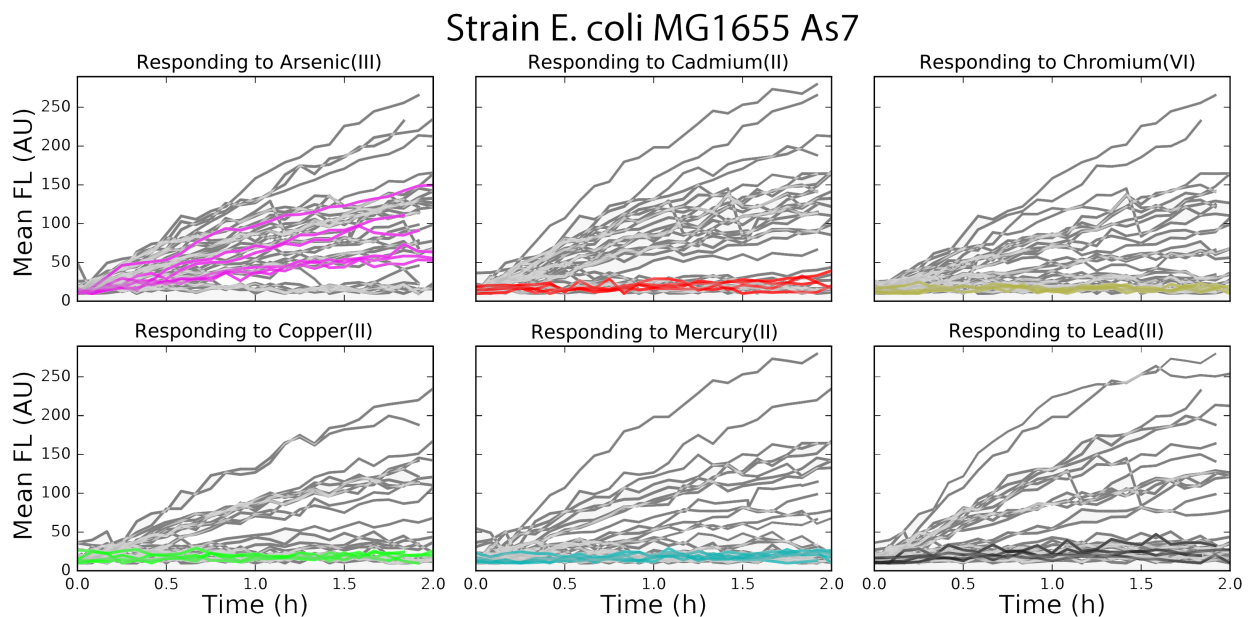 Strain E. coli MG1655 As7
Responding to Arsenic(III)
Responding to Cadmium(II)
Responding to Chromium(VI)
Mean FL (AU)
250
200
150
100
50
0
Responding to Copper(II)
Responding to Mercury(II)
Responding to Lead(II)
Mean FL (AU)
250
200
150
100
50
0
0.0 0.5 1.0 1.5 2.0
0.0 0.5 1.0 1.5 2.0
0.0 0.5 1.0 1.5 2.0
Time (h)
Time (h)
Time (h)